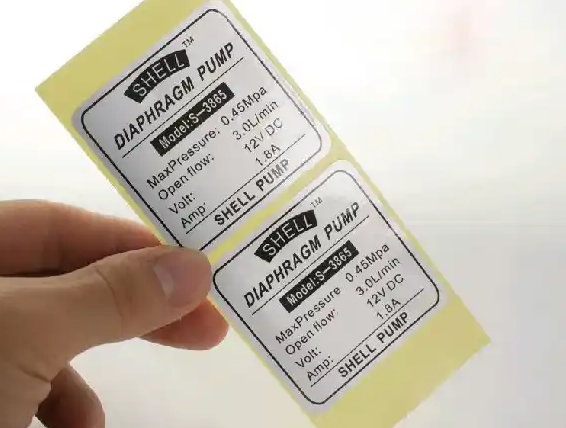 SHELL™
DIAPHRAGM PUMP
Model:S-3865
MaxPressure: 0.45Mpa
Open flow: 3.0L/min
Volt: 12V DC
Amp: 1.8A
SHELL PUMP
SHELL™
DIAPHRAGM PUMP
Model:S-3865
MaxPressure 0.45Mpa
Open flow: 3.0L/min
Volt: 12V DC
Amp: 1.8A
SHELL PUMP